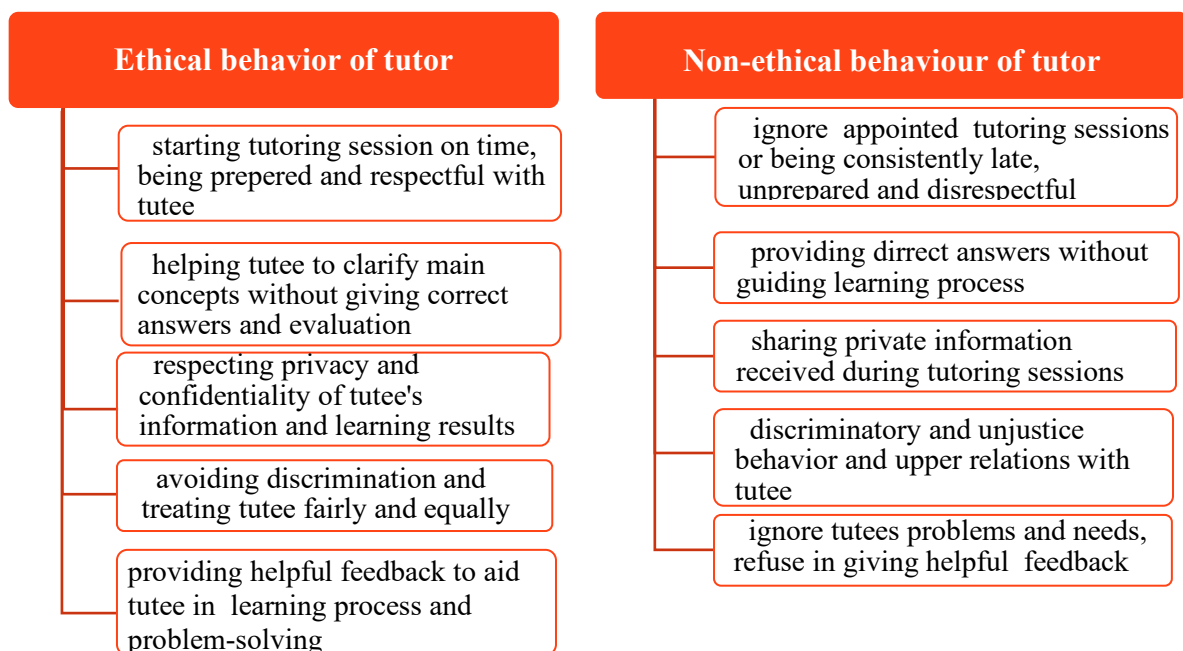 Ethical behavior of tutor
starting tutoring session on time,
being prepered and respectful with
tutee
helping tutee to clarify main
concepts without giving correct
answers and evaluation
respecting privacy and
confidentiality of tutee's
information and learning results
avoiding discrimination and
treating tutee fairly and equally
providing helpful feedback to aid
tutee in learning process and
problem-solving
Non-ethical behaviour of tutor
ignore appointed tutoring sessions
or being consistently late,
unprepared and disrespectful
providing dirrect answers without
guiding learning process
sharing private information
received during tutoring sessions
discriminatory and unjustice
behavior and upper relations with
tutee
ignore tutees problems and needs,
refuse in giving helpful feedback